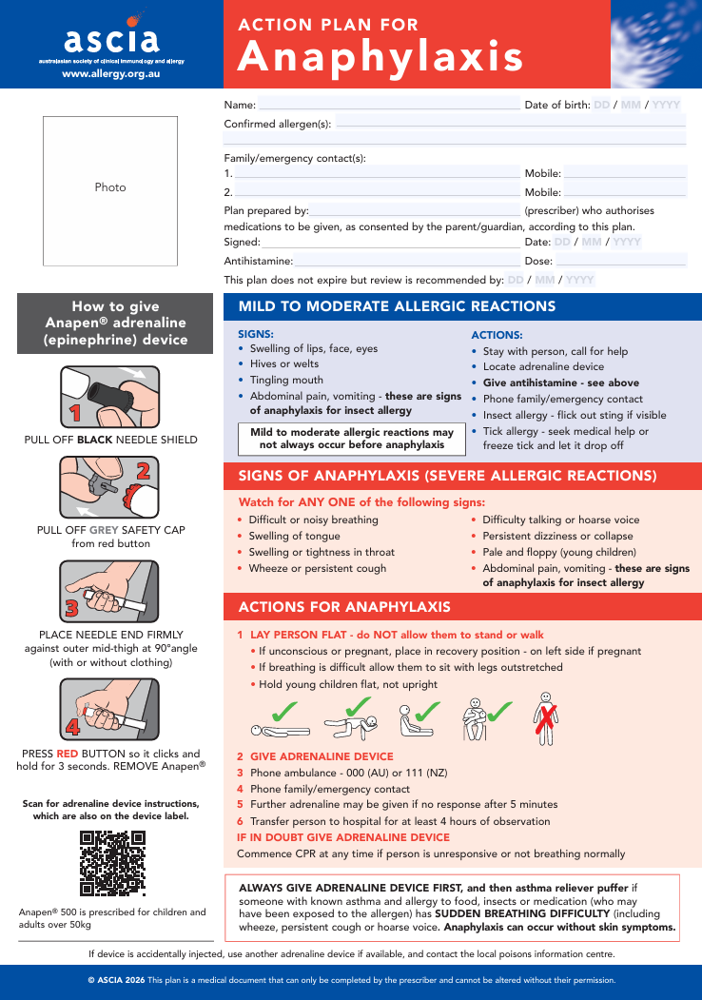 ascia
australasian society of clinical immunology and allergy
www.allergy.org.au
ACTION PLAN FOR
Anaphylaxis
Photo
Name: Date of birth: DD / MM / YYYY
Confirmed allergen(s):
Family/emergency contact(s):
1. Mobile:
2. Mobile:
Plan prepared by: (prescriber) who authorises
medications to be given, as consented by the parent/guardian, according to this plan.
Signed: Date: DD / MM / YYYY
Antihistamine: Dose:
This plan does not expire but review is recommended by: DD / MM / YYYY
How to give
Anapen® adrenaline
(epinephrine) device
1
PULL OFF BLACK NEEDLE SHIELD
2
PULL OFF GREY SAFETY CAP
from red button
3
PLACE NEEDLE END FIRMLY
against outer mid-thigh at 90°angle
(with or without clothing)
4
PRESS RED BUTTON so it clicks and
hold for 3 seconds. REMOVE Anapen®
Scan for adrenaline device instructions,
which are also on the device label.
Anapen® 500 is prescribed for children and
adults over 50kg
MILD TO MODERATE ALLERGIC REACTIONS
SIGNS:
• Swelling of lips, face, eyes
• Hives or welts
• Tingling mouth
• Abdominal pain, vomiting - these are signs
of anaphylaxis for insect allergy
Mild to moderate allergic reactions may
not always occur before anaphylaxis
ACTIONS:
• Stay with person, call for help
• Locate adrenaline device
• Give antihistamine - see above
• Phone family/emergency contact
• Insect allergy - flick out sting if visible
• Tick allergy - seek medical help or
freeze tick and let it drop off
SIGNS OF ANAPHYLAXIS (SEVERE ALLERGIC REACTIONS)
Watch for ANY ONE of the following signs:
• Difficult or noisy breathing
• Swelling of tongue
• Swelling or tightness in throat
• Wheeze or persistent cough
• Difficulty talking or hoarse voice
• Persistent dizziness or collapse
• Pale and floppy (young children)
• Abdominal pain, vomiting - these are signs
of anaphylaxis for insect allergy
ACTIONS FOR ANAPHYLAXIS
1 LAY PERSON FLAT - do NOT allow them to stand or walk
• If unconscious or pregnant, place in recovery position - on left side if pregnant
• If breathing is difficult allow them to sit with legs outstretched
• Hold young children flat, not upright
2 GIVE ADRENALINE DEVICE
3 Phone ambulance - 000 (AU) or 111 (NZ)
4 Phone family/emergency contact
5 Further adrenaline may be given if no response after 5 minutes
6 Transfer person to hospital for at least 4 hours of observation
IF IN DOUBT GIVE ADRENALINE DEVICE
Commence CPR at any time if person is unresponsive or not breathing normally
ALWAYS GIVE ADRENALINE DEVICE FIRST, and then asthma reliever puffer if
someone with known asthma and allergy to food, insects or medication (who may
have been exposed to the allergen) has SUDDEN BREATHING DIFFICULTY (including
wheeze, persistent cough or hoarse voice. Anaphylaxis can occur without skin symptoms.
If device is accidentally injected, use another adrenaline device if available, and contact the local poisons information centre.
© ASCIA 2026 This plan is a medical document that can only be completed by the prescriber and cannot be altered without their permission.